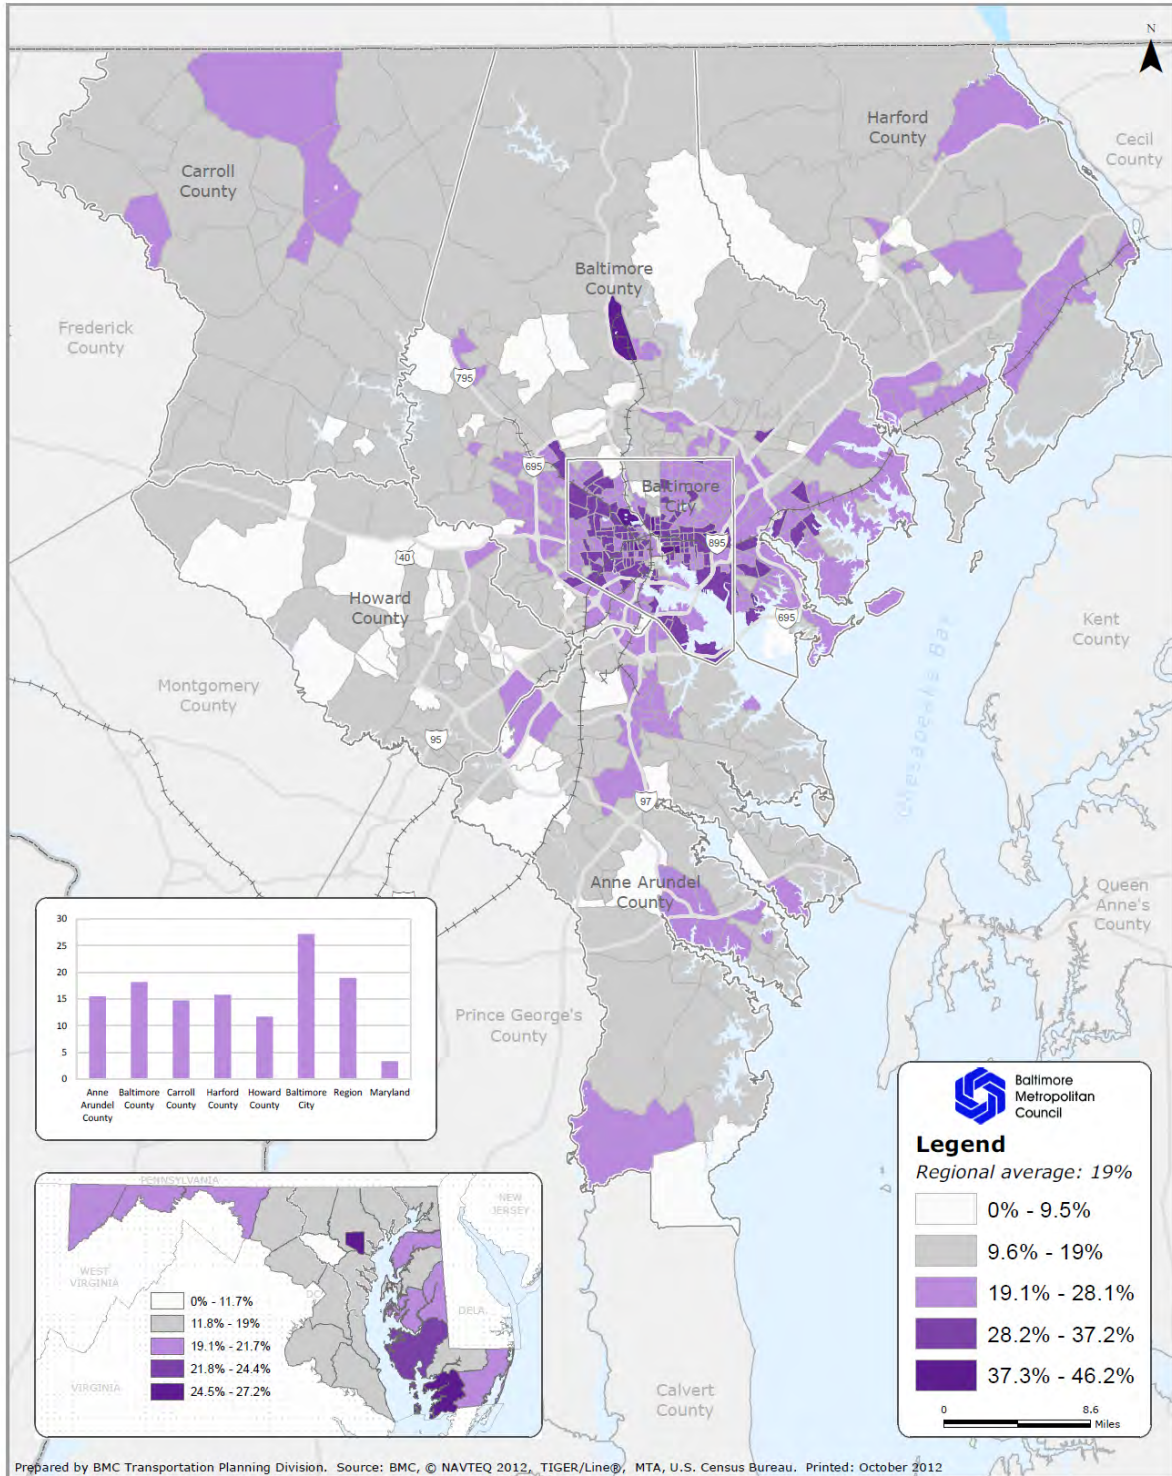 N
Harford
County
Cecil
County
Carroll
County
Baltimore
County
Frederick
County
795
695
Baltimore
City
895
40
Howard
County
695
Kent
County
Montgomery
County
95
Chesapeake Bay
97
Anne Arundel
County
Queen
Anne's
County
Prince George's
County
30
25
20
15
10
5
0
Anne
Arundel
County
Baltimore
County
Carroll
County
Harford
County
Howard
County
Baltimore
City
Region
Maryland
Baltimore
Metropolitan
Council
Legend
Regional average: 19%
0% - 9.5%
9.6% - 19%
19.1% - 28.1%
28.2% - 37.2%
37.3% - 46.2%
0 8.6
Miles
PENNSYLVANIA
NEW
JERSEY
WEST
VIRGINIA
DC
DELA.
VIRGINIA
0% - 11.7%
11.8% - 19%
19.1% - 21.7%
21.8% - 24.4%
24.5% - 27.2%
Calvert
County
Prepared by BMC Transportation Planning Division. Source: BMC, © NAVTEQ 2012, TIGER/Line®, MTA, U.S. Census Bureau. Printed: October 2012